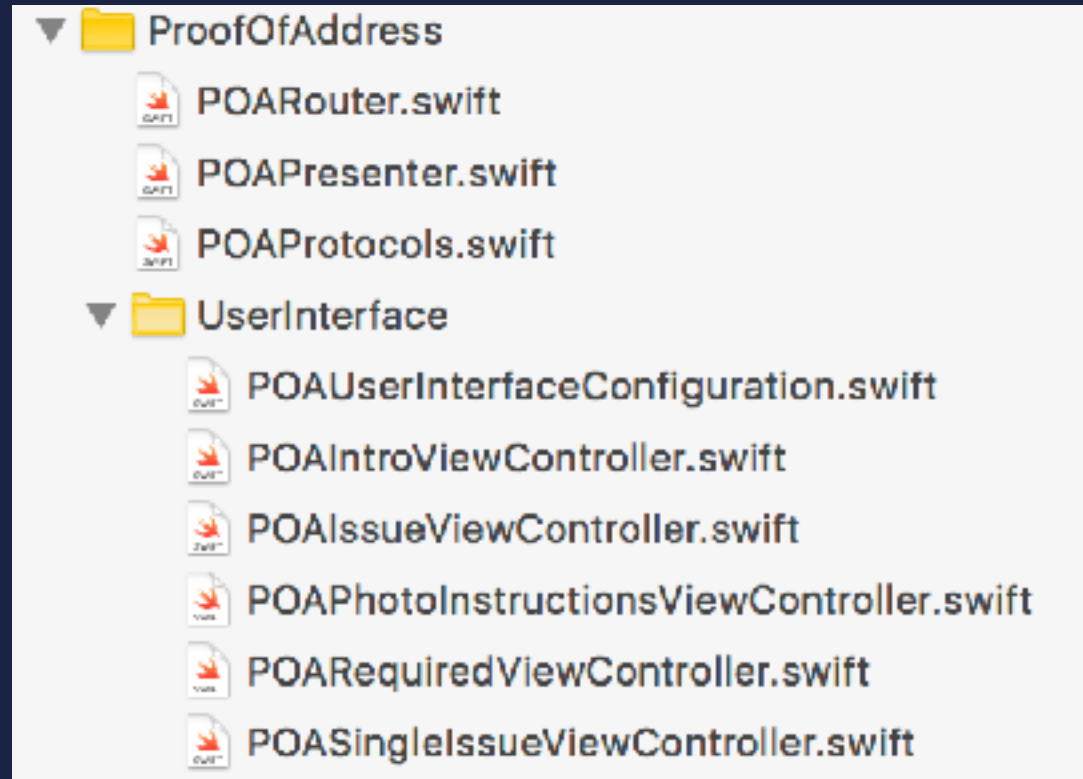 ProofOfAddress
POARouter.swift
POAPresenter.swift
POAProtocols.swift
UserInterface
POAUserInterfaceConfiguration.swift
POAIntroViewController.swift
POAIssueViewController.swift
POAPhotoInstructionsViewController.swift
POARequiredViewController.swift
POASingleIssueViewController.swift